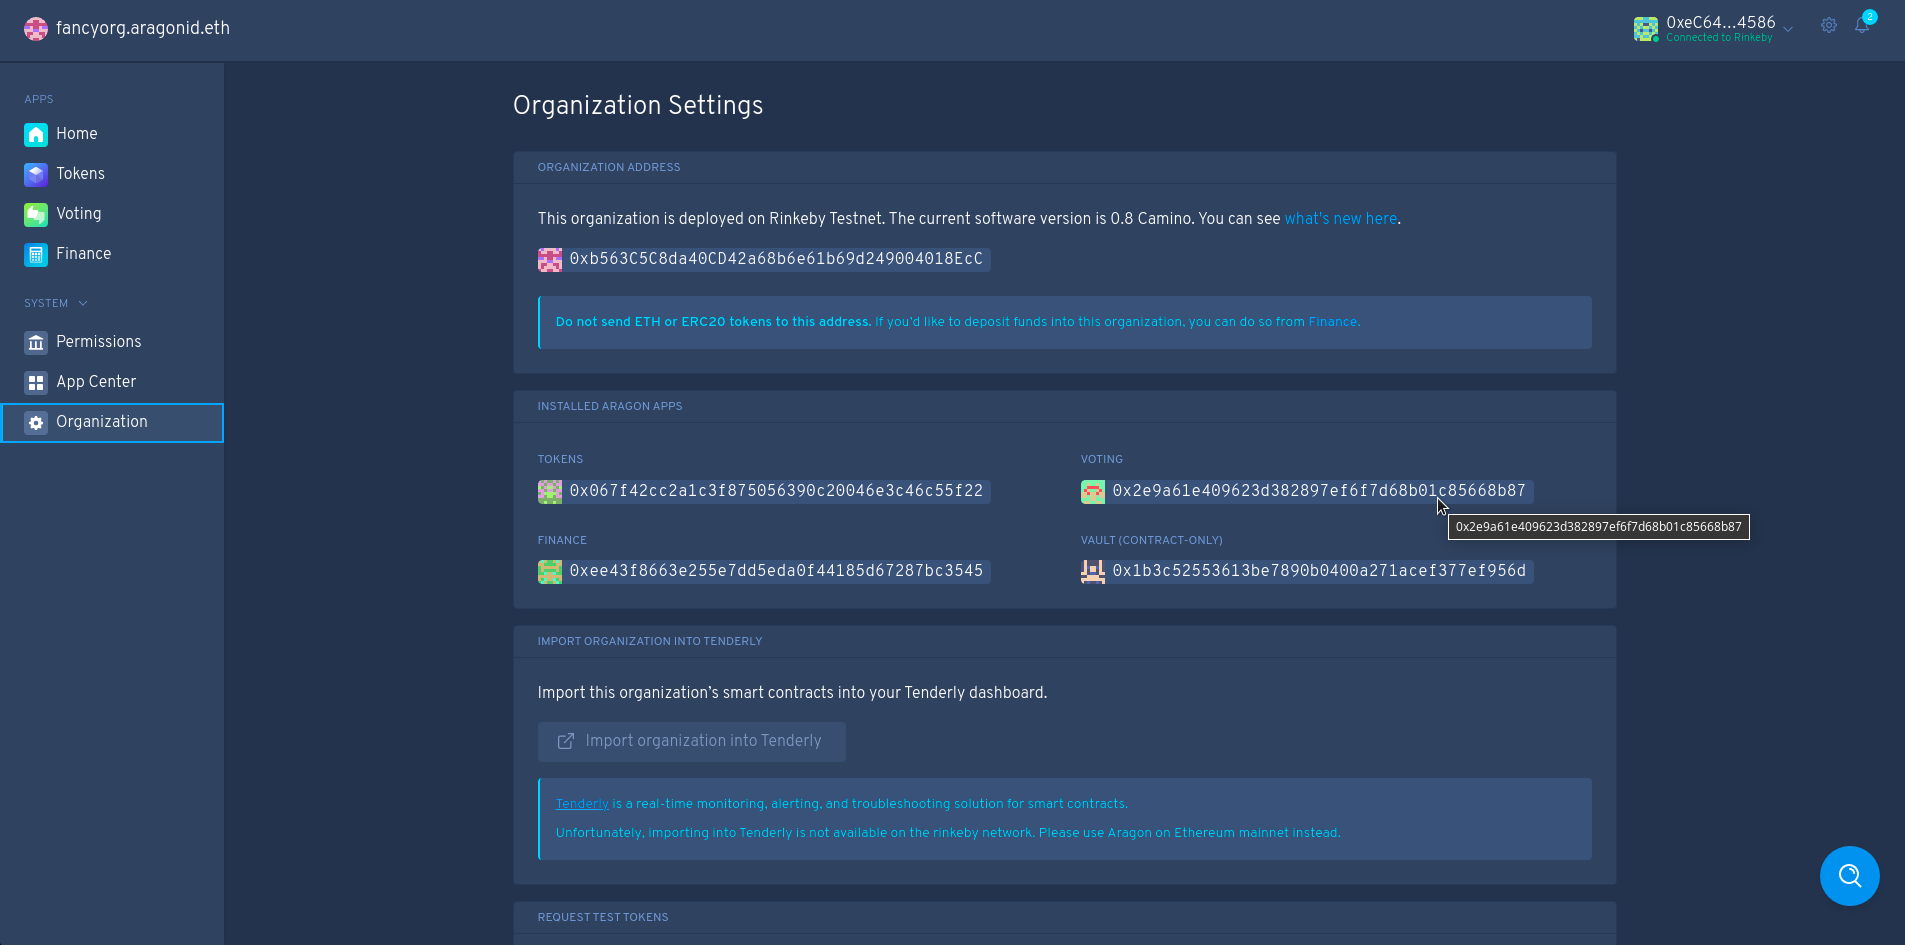 fancyorg.aragonid.eth
0xeC64...4586
Connected to Rinkeby
2
APPS
Home
Tokens
Voting
Finance
SYSTEM
Permissions
App Center
Organization
Organization Settings
ORGANIZATION ADDRESS
This organization is deployed on Rinkeby Testnet. The current software version is 0.8 Camino. You can see what's new here.
0xb563C5C8da40CD42a68b6e61b69d249004018EcC
Do not send ETH or ERC20 tokens to this address. If you'd like to deposit funds into this organization, you can do so from Finance.
INSTALLED ARAGON APPS
TOKENS
0x067f42cc2a1c3f875056390c20046e3c46c55f22
VOTING
0x2e9a61e409623d382897ef6f7d68b01c85668b87
0x2e9a61e409623d382897ef6f7d68b01c85668b87
FINANCE
0xee43f8663e255e7dd5eda0f44185d67287bc3545
VAULT (CONTRACT-ONLY)
0x1b3c52553613be7890b0400a271acef377ef956d
IMPORT ORGANIZATION INTO TENDERLY
Import this organization's smart contracts into your Tenderly dashboard.
Import organization into Tenderly
Tenderly is a real-time monitoring, alerting, and troubleshooting solution for smart contracts.
Unfortunately, importing into Tenderly is not available on the rinkeby network. Please use Aragon on Ethereum mainnet instead.
REQUEST TEST TOKENS